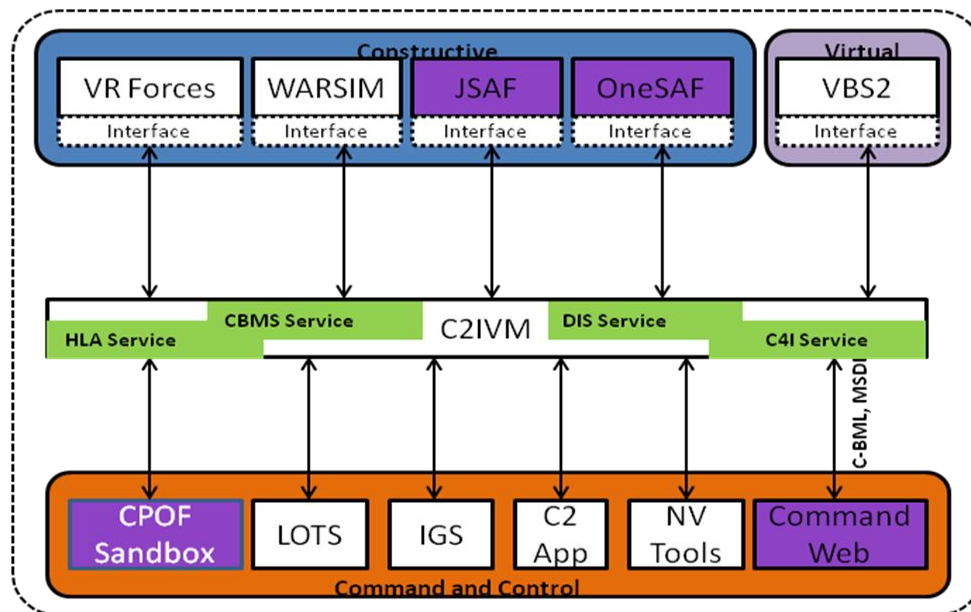 Constructive
Virtual
VR Forces
WARSIM
JSAF
OneSAF
VBS2
Interface
Interface
Interface
Interface
Interface
CBMS Service
DIS Service
C2IVM
HLA Service
C4I Service
C-BML, MSDL
CPOF
Sandbox
LOTS
IGS
C2
App
NV
Tools
Command
Web
Command and Control